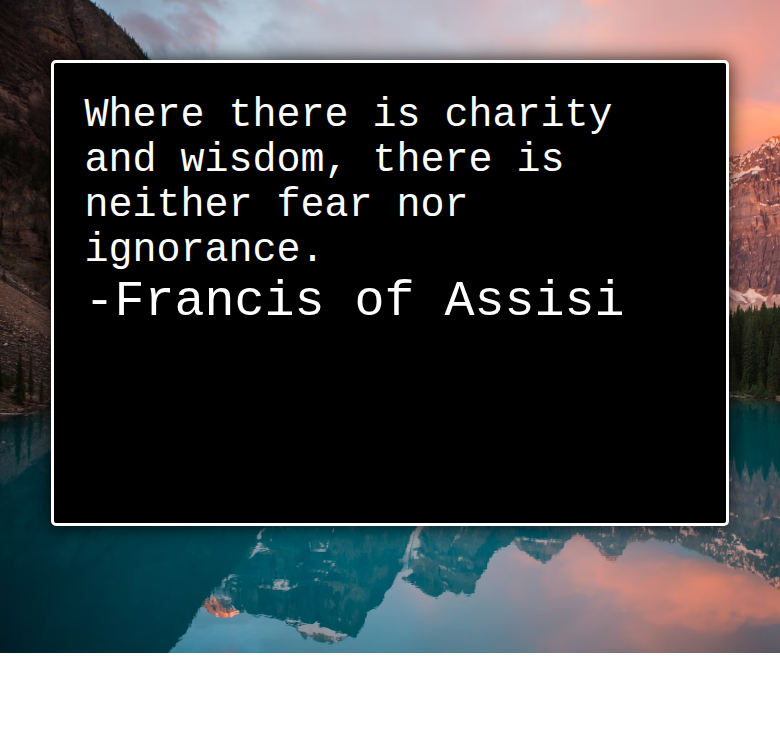 Where there is charity
and wisdom, there is
neither fear nor
ignorance.
-Francis of Assisi